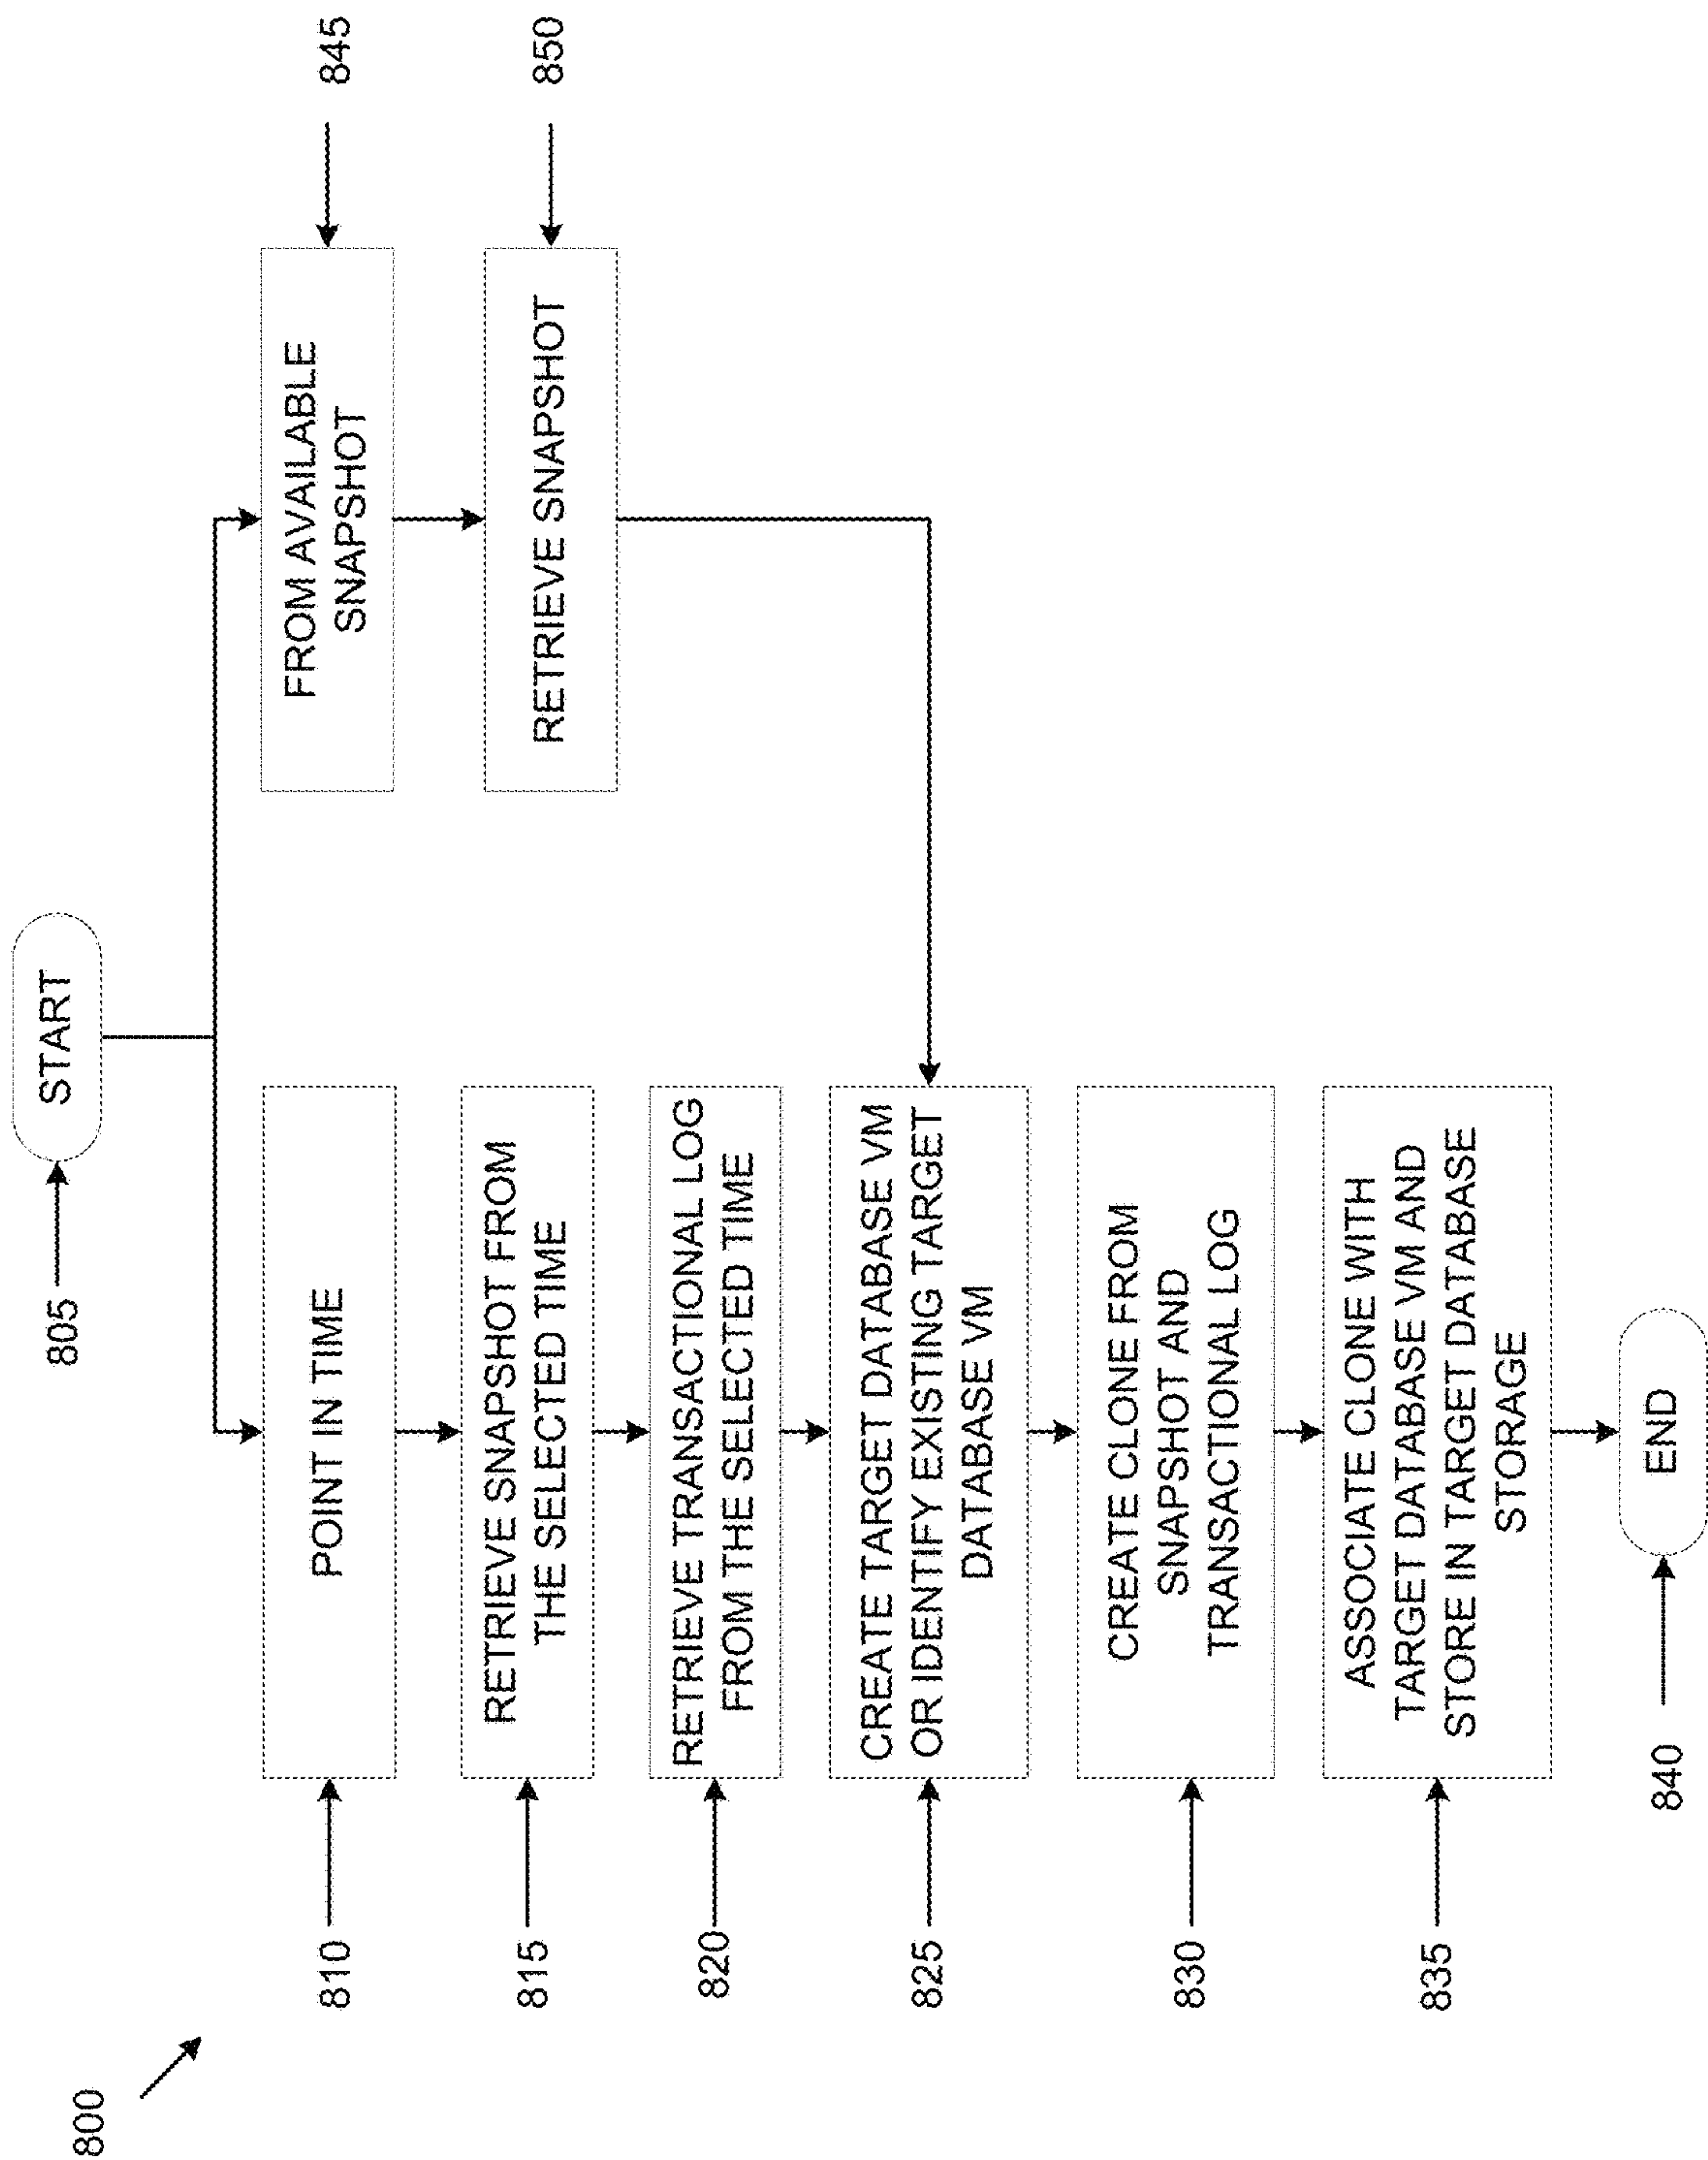 800
805
START
810
POINT IN TIME
845
FROM AVAILABLE
SNAPSHOT
815
RETRIEVE SNAPSHOT FROM
THE SELECTED TIME
850
RETRIEVE SNAPSHOT
820
RETRIEVE TRANSACTIONAL LOG
FROM THE SELECTED TIME
825
CREATE TARGET DATABASE VM
OR IDENTIFY EXISTING TARGET
DATABASE VM
830
CREATE CLONE FROM
SNAPSHOT AND
TRANSACTIONAL LOG
835
ASSOCIATE CLONE WITH
TARGET DATABASE VM AND
STORE IN TARGET DATABASE
STORAGE
840
END